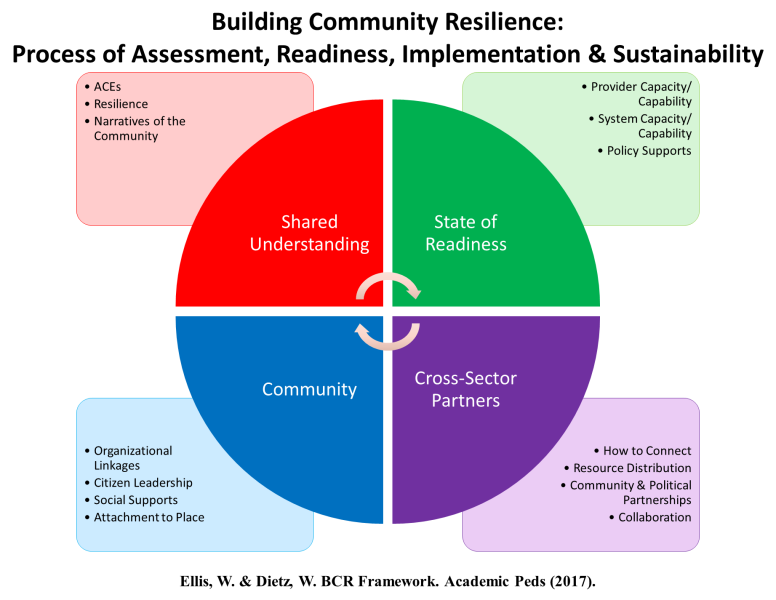 Building Community Resilience:
Process of Assessment, Readiness, Implementation & Sustainability
• ACEs
• Resilience
• Narratives of the
Community
• Provider Capacity/
Capability
• System Capacity/
Capability
• Policy Supports
Shared
Understanding
State of
Readiness
Community
Cross-Sector
Partners
• Organizational
Linkages
• Citizen Leadership
• Social Supports
• Attachment to Place
• How to Connect
• Resource Distribution
• Community & Political
Partnerships
• Collaboration
Ellis, W. & Dietz, W. BCR Framework. Academic Peds (2017).